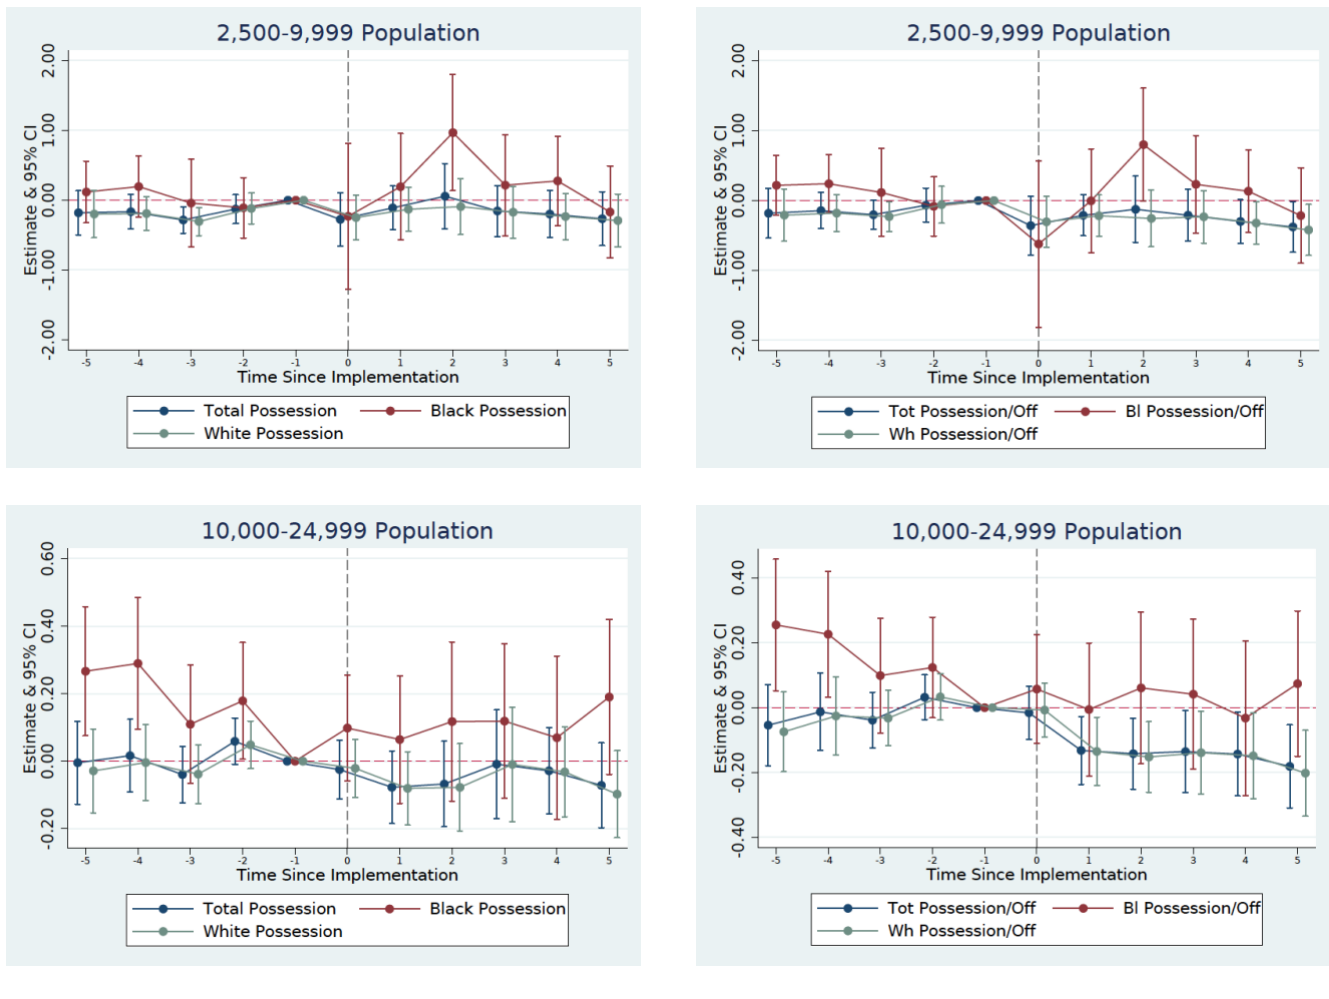 2,500-9,999 Population
Estimate & 95% CI
2.00
1.00
0.00
-1.00
-2.00
-5 -4 -3 -2 -1 0 1 2 3 4 5
Time Since Implementation
Total Possession Black Possession
White Possession
2,500-9,999 Population
Estimate & 95% CI
2.00
1.00
0.00
-1.00
-2.00
-5 -4 -3 -2 -1 0 1 2 3 4 5
Time Since Implementation
Tot Possession/Off Bl Possession/Off
Wh Possession/Off
10,000-24,999 Population
Estimate & 95% CI
0.60
0.40
0.20
0.00
-0.20
-5 -4 -3 -2 -1 0 1 2 3 4 5
Time Since Implementation
Total Possession Black Possession
White Possession
10,000-24,999 Population
Estimate & 95% CI
0.40
0.20
0.00
-0.20
-0.40
-5 -4 -3 -2 -1 0 1 2 3 4 5
Time Since Implementation
Tot Possession/Off Bl Possession/Off
Wh Possession/Off